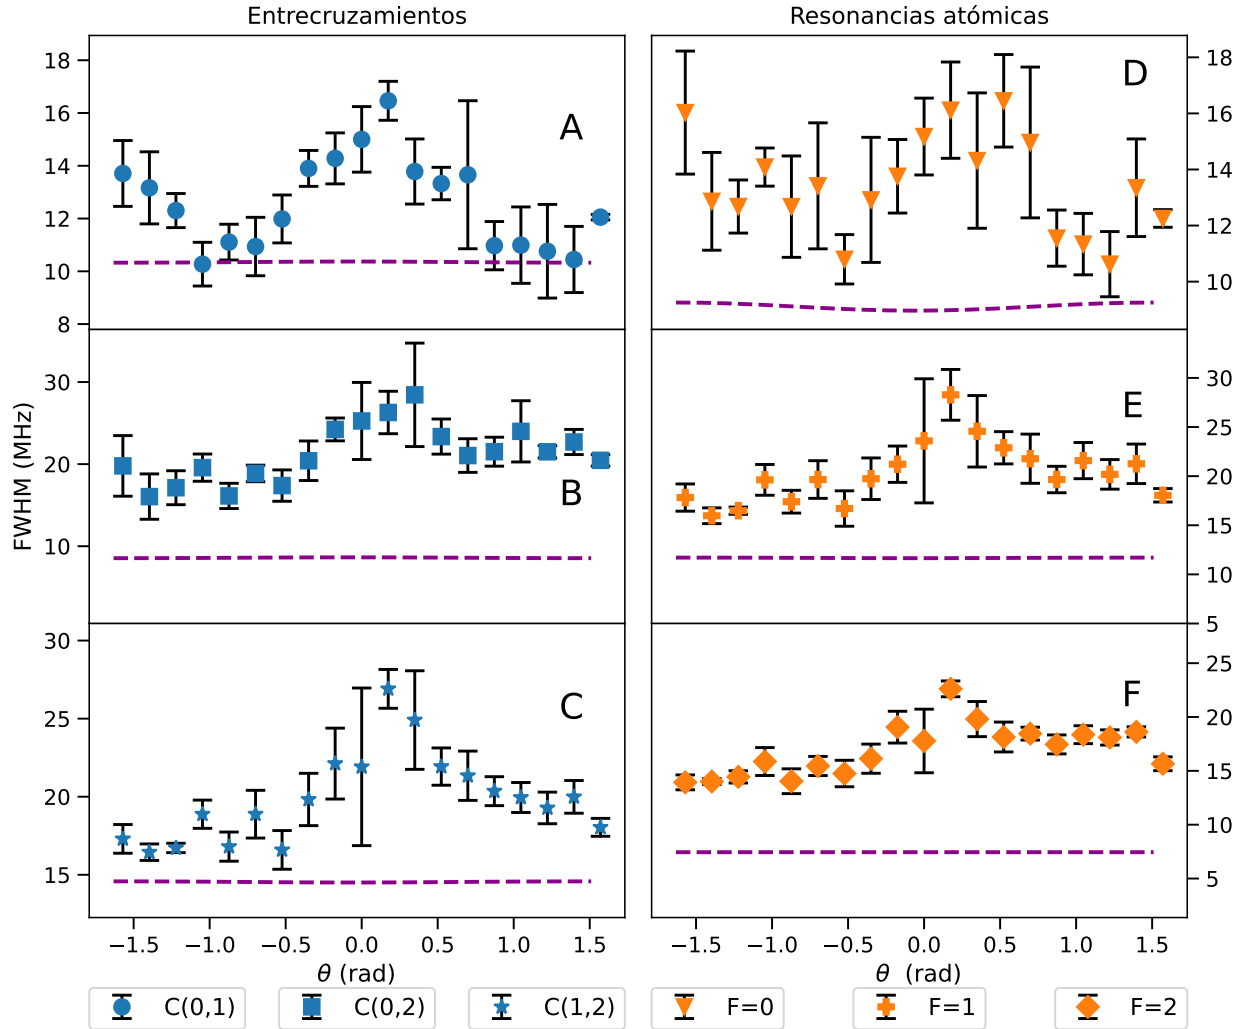 Entrecruzamientos
Resonancias atómicas
18
16
14
12
10
8
A
18
16
14
12
10
D
FWHM (MHz)
30
20
10
B
30
25
20
15
10
5
E
30
25
20
15
C
25
20
15
10
5
F
−1.5 −1.0 −0.5 0.0 0.5 1.0 1.5
−1.5 −1.0 −0.5 0.0 0.5 1.0 1.5
θ (rad)
θ (rad)
C(0,1) C(0,2) C(1,2) F=0 F=1 F=2